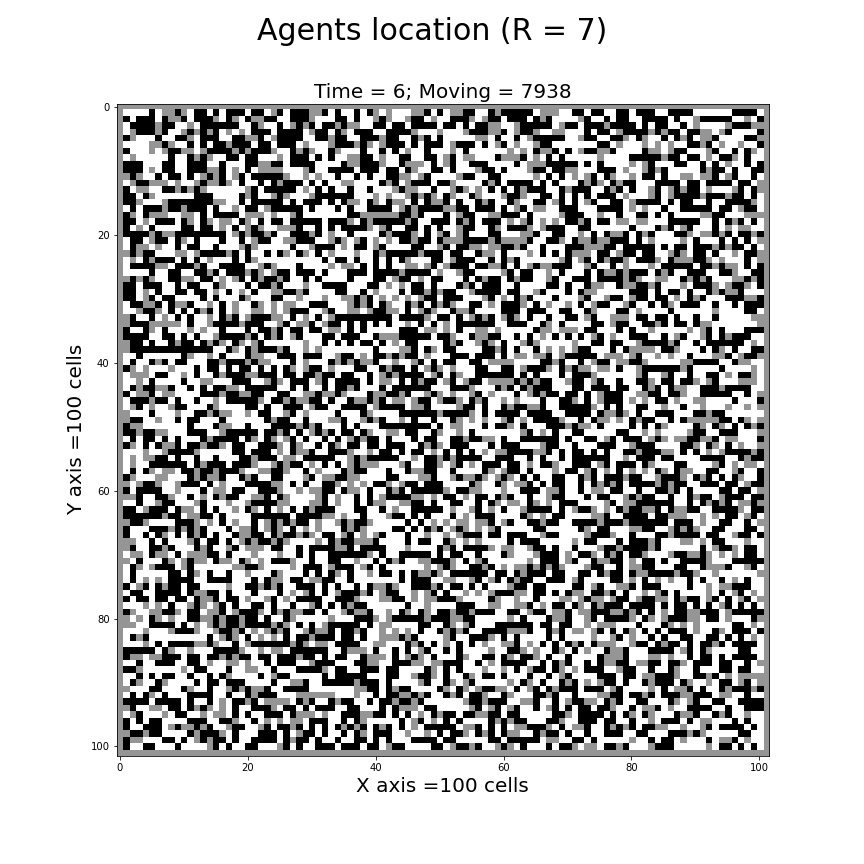 Agents location (R = 7)
Time = 6; Moving = 7938
0
20
40
60
80
100
Y axis =100 cells
0 20 40 60 80 100
X axis =100 cells